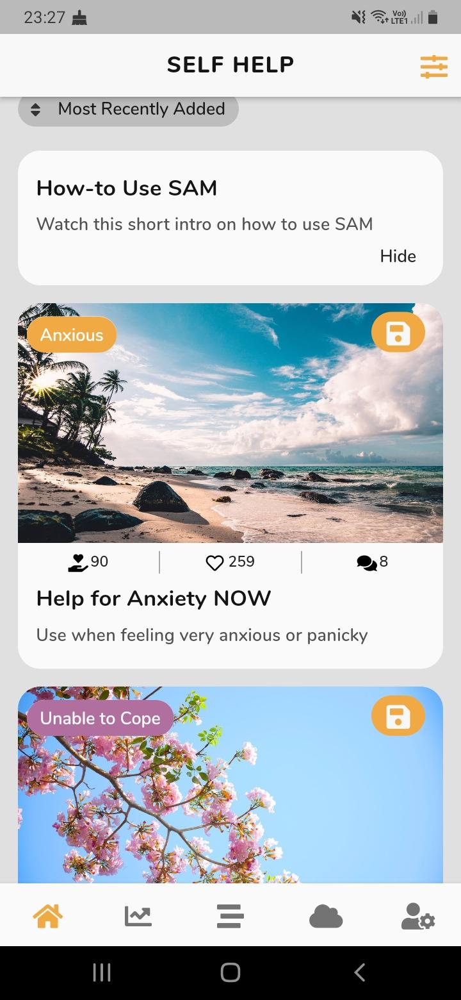 23:27
Vo))
LTE1
SELF HELP
Most Recently Added
How-to Use SAM
Watch this short intro on how to use SAM
Hide
Anxious
90
259
8
Help for Anxiety NOW
Use when feeling very anxious or panicky
Unable to Cope